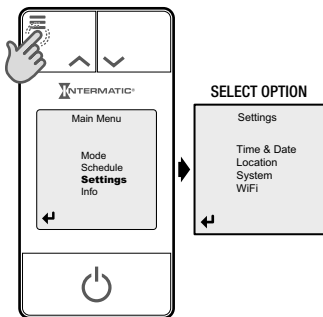 INTERMATIC®
Main Menu
Mode
Schedule
Settings
Info
SELECT OPTION
Settings
Time & Date
Location
System
WiFi